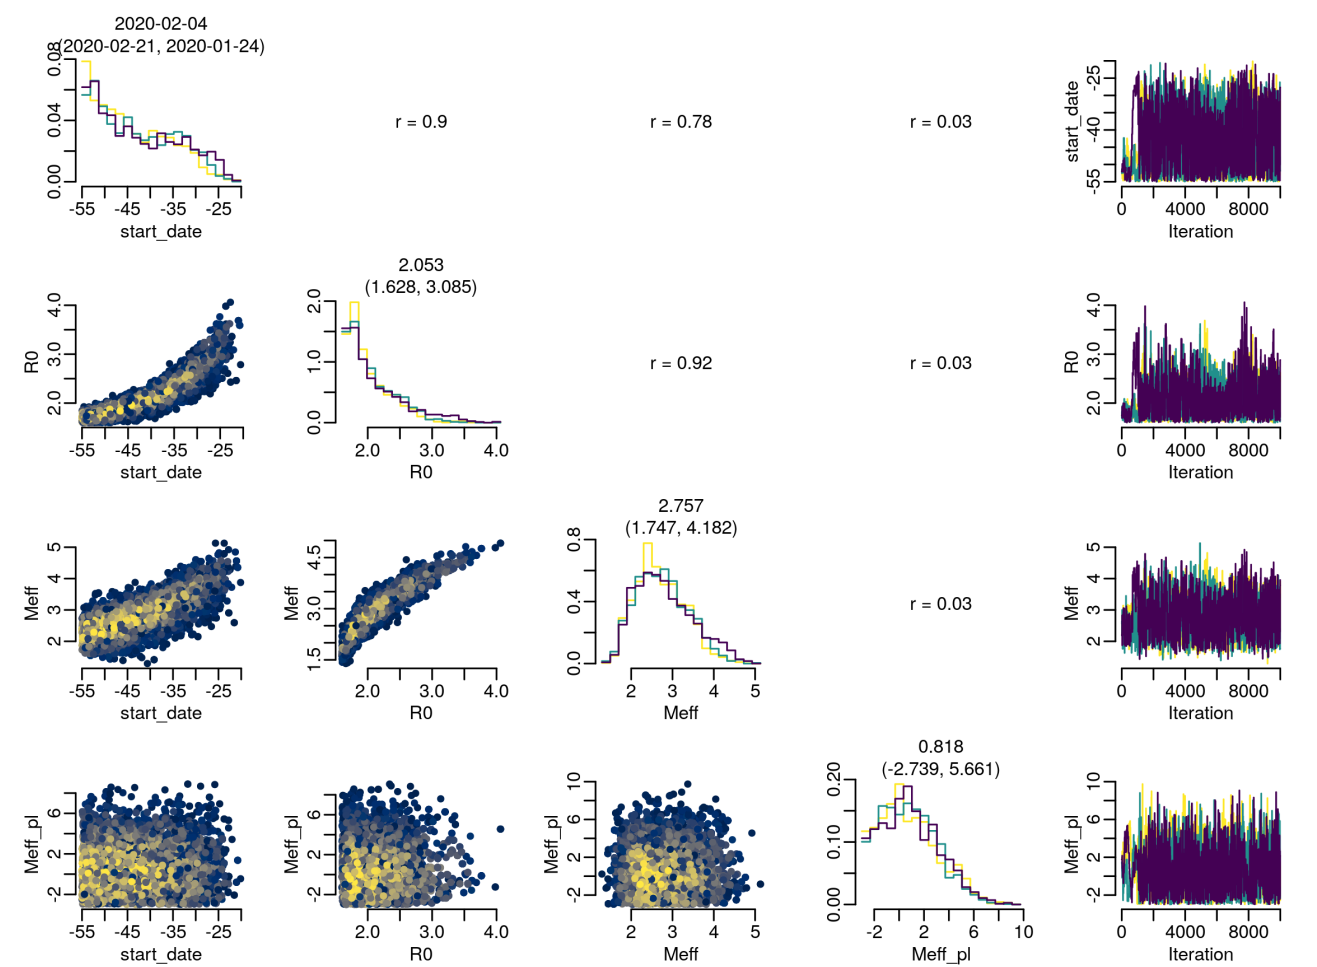 2020-02-04
(2020-02-21, 2020-01-24)
0.00 0.04 0.08
-55 -45 -35 -25
start_date
r = 0.9
r = 0.78
r = 0.03
start_date
-55 -40 -25
0 4000 8000
Iteration
R0
2.0 3.0 4.0
-55 -45 -35 -25
start_date
2.053
(1.628, 3.085)
0.0 1.0 2.0
2.0 3.0 4.0
R0
r = 0.92
r = 0.03
R0
2.0 3.0 4.0
0 4000 8000
Iteration
Meff
2 3 4 5
-55 -45 -35 -25
start_date
Meff
1.5 3.0 4.5
2.0 3.0 4.0
R0
2.757
(1.747, 4.182)
0.0 0.4 0.8
2 3 4 5
Meff
r = 0.03
Meff
2 3 4 5
0 4000 8000
Iteration
Meff_pl
-2 2 6
-55 -45 -35 -25
start_date
Meff_pl
-2 2 6
2.0 3.0 4.0
R0
Meff_pl
-2 2 6 10
2 3 4 5
Meff
0.818
(-2.739, 5.661)
0.00 0.10 0.20
-2 2 6 10
Meff_pl
Meff_pl
-2 2 6 10
0 4000 8000
Iteration